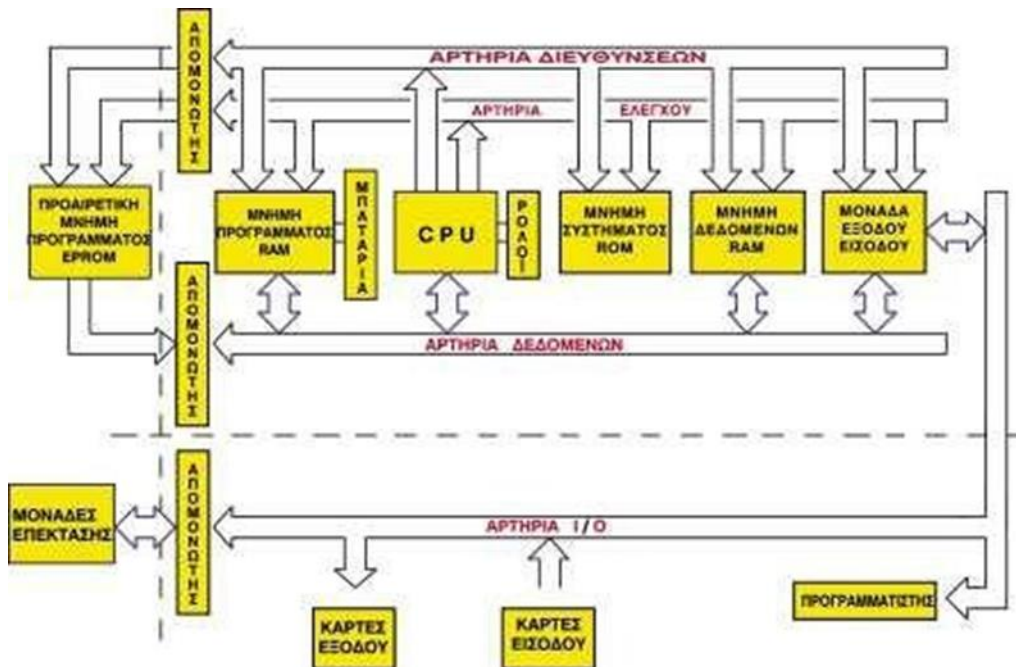 ΑΠΟΜΟΝΩΤΗΣ
ΑΡΤΗΡΙΑ ΔΙΕΥΘΥΝΣΕΩΝ
ΑΡΤΗΡΙΑ ΕΛΕΓΧΟΥ
ΠΡΟΑΙΡΕΤΙΚΗ
ΜΝΗΜΗ
ΠΡΟΓΡΑΜΜΑΤΟΣ
EPROM
ΜΝΗΜΗ
ΠΡΟΓΡΑΜΜΑΤΟΣ
RAM
ΜΠΑΤΑΡΙΑ
CPU
ΡΟΛΟΪ
ΜΝΗΜΗ
ΣΥΣΤΗΜΑΤΟΣ
ROM
ΜΝΗΜΗ
ΔΕΔΟΜΕΝΩΝ
RAM
ΜΟΝΑΔΑ
ΕΞΟΔΟΥ
ΕΙΣΟΔΟΥ
ΑΠΟΜΟΝΩΤΗΣ
ΑΡΤΗΡΙΑ ΔΕΔΟΜΕΝΩΝ
ΜΟΝΑΔΕΣ
ΕΠΕΚΤΑΣΗΣ
ΑΠΟΜΟΝΩΤΗΣ
ΑΡΤΗΡΙΑ I/O
ΚΑΡΤΕΣ
ΕΞΟΔΟΥ
ΚΑΡΤΕΣ
ΕΙΣΟΔΟΥ
ΠΡΟΓΡΑΜΜΑΤΙΣΤΗΣ